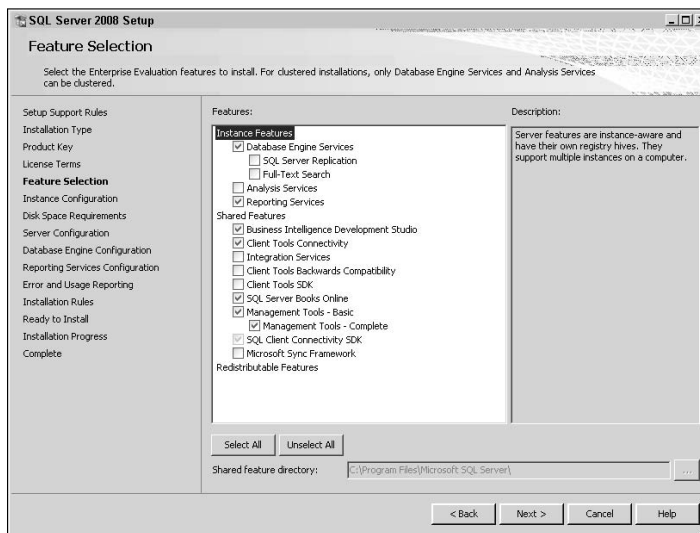 SQL Server 2008 Setup
Feature Selection
Select the Enterprise Evaluation features to install. For clustered installations, only Database Engine Services and Analysis Services
can be clustered.
Setup Support Rules
Installation Type
Product Key
License Terms
Feature Selection
Instance Configuration
Disk Space Requirements
Server Configuration
Database Engine Configuration
Reporting Services Configuration
Error and Usage Reporting
Installation Rules
Ready to Install
Installation Progress
Complete
Features:
Instance Features
Database Engine Services
SQL Server Replication
Full-Text Search
Analysis Services
Reporting Services
Shared Features
Business Intelligence Development Studio
Client Tools Connectivity
Integration Services
Client Tools Backwards Compatibility
Client Tools SDK
SQL Server Books Online
Management Tools - Basic
Management Tools - Complete
SQL Client Connectivity SDK
Microsoft Sync Framework
Redistributable Features
Description:
Server features are instance-aware and
have their own registry hives. They
support multiple instances on a computer.
Select All
Unselect All
Shared feature directory:
C:\Program Files\Microsoft SQL Server\
...
< Back
Next >
Cancel
Help